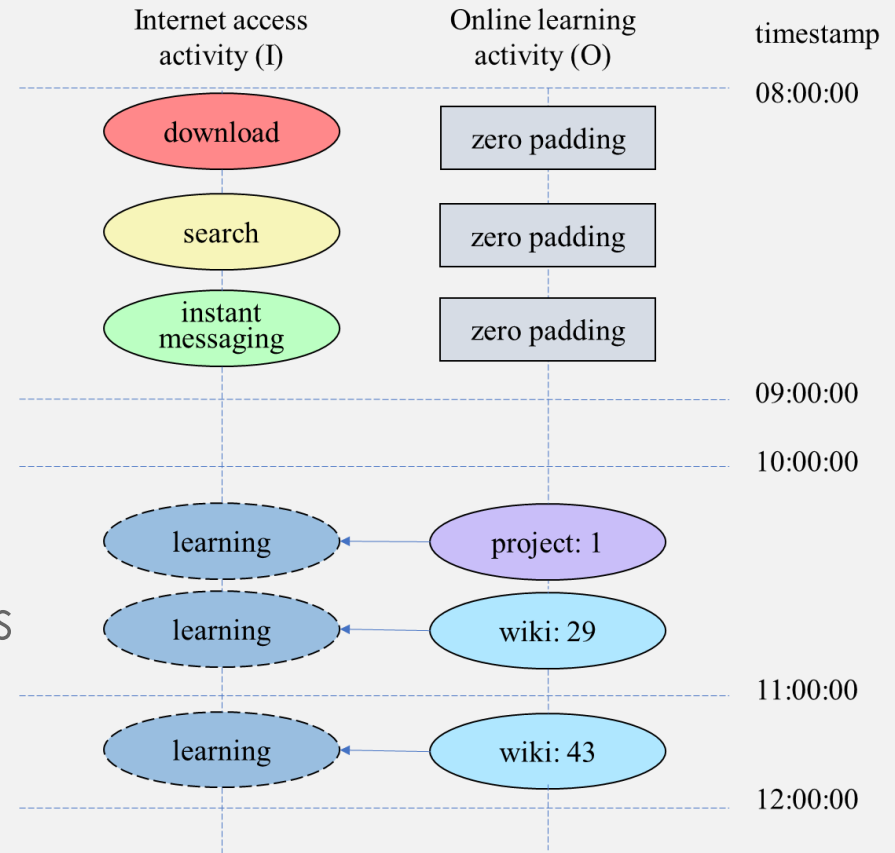 Internet access
activity (I)
Online learning
activity (O)
timestamp
08:00:00
download
zero padding
search
zero padding
instant
messaging
zero padding
09:00:00
10:00:00
learning
project: 1
learning
wiki: 29
s
11:00:00
learning
wiki: 43
12:00:00